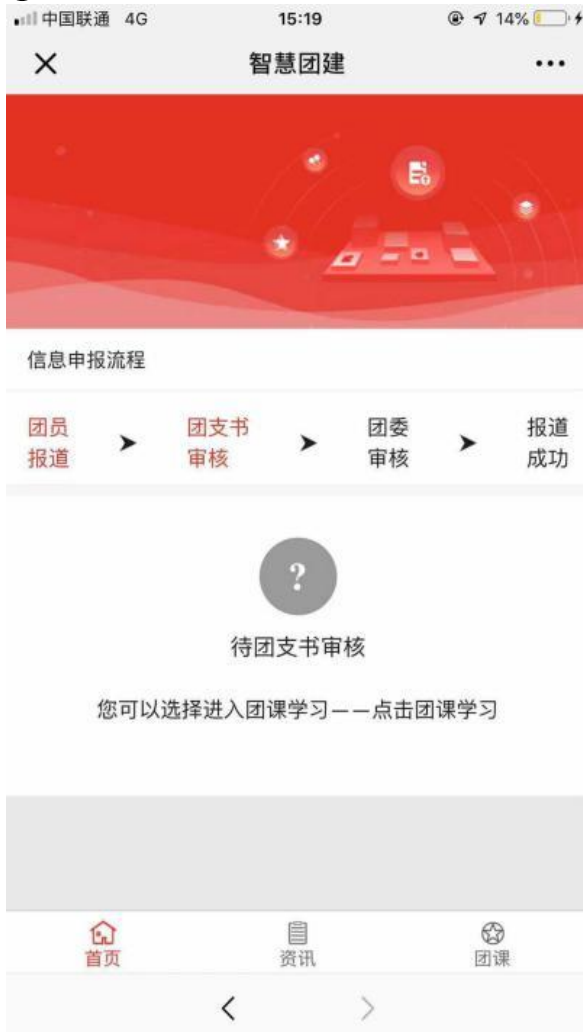 中国联通 4G 15:19 14%
智慧团建
信息申报流程
团员 团支书 团委 报道
报道 审核 审核 成功
?
待团支书审核
您可以选择进入团课学习——点击团课学习
首页 资讯 团课